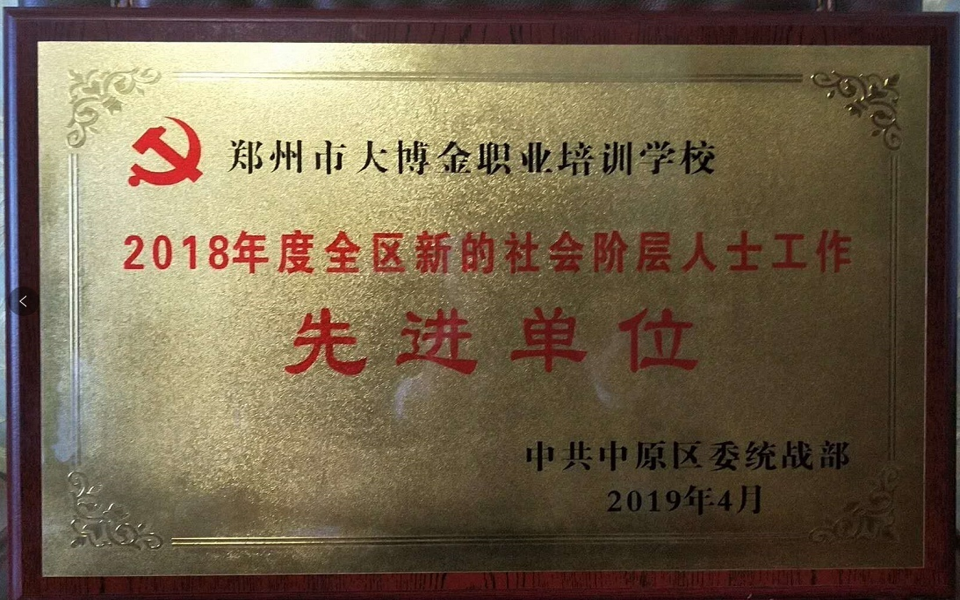 郑州市大博金职业培训学校
2018年度全区新的社会阶层人士工作
先进单位
中共中原区委统战部
2019年4月